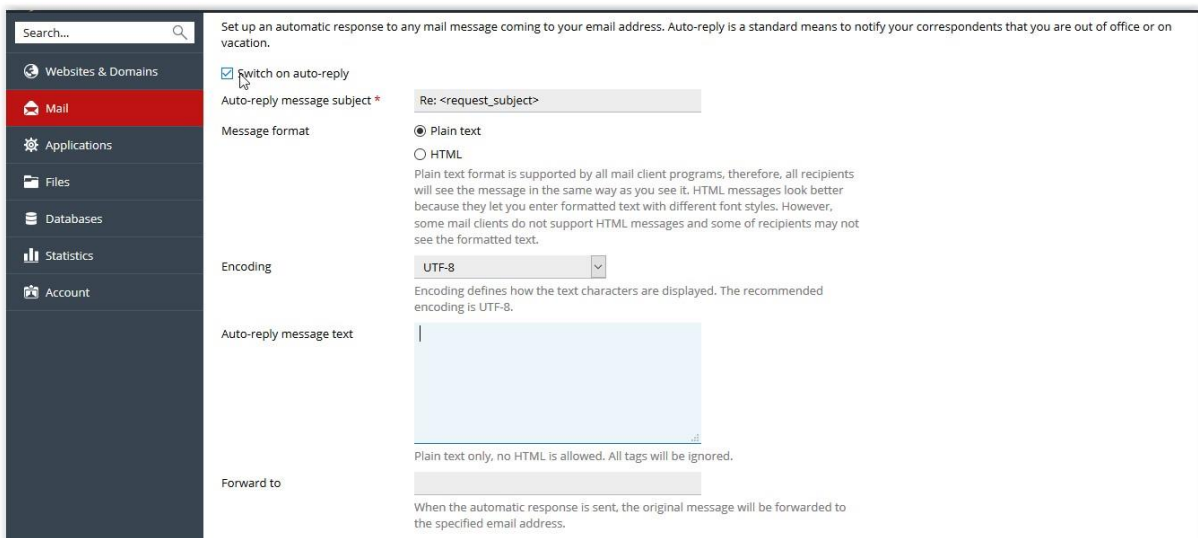 Search...
Websites & Domains
Mail
Applications
Files
Databases
Statistics
Account
Set up an automatic response to any mail message coming to your email address. Auto-reply is a standard means to notify your correspondents that you are out of office or on
vacation.
Switch on auto-reply
Auto-reply message subject *
Re: <request_subject>
Message format
Plain text
HTML
Plain text format is supported by all mail client programs, therefore, all recipients
will see the message in the same way as you see it. HTML messages look better
because they let you enter formatted text with different font styles. However,
some mail clients do not support HTML messages and some of recipients may not
see the formatted text.
Encoding
UTF-8
Encoding defines how the text characters are displayed. The recommended
encoding is UTF-8.
Auto-reply message text
Plain text only, no HTML is allowed. All tags will be ignored.
Forward to
When the automatic response is sent, the original message will be forwarded to
the specified email address.